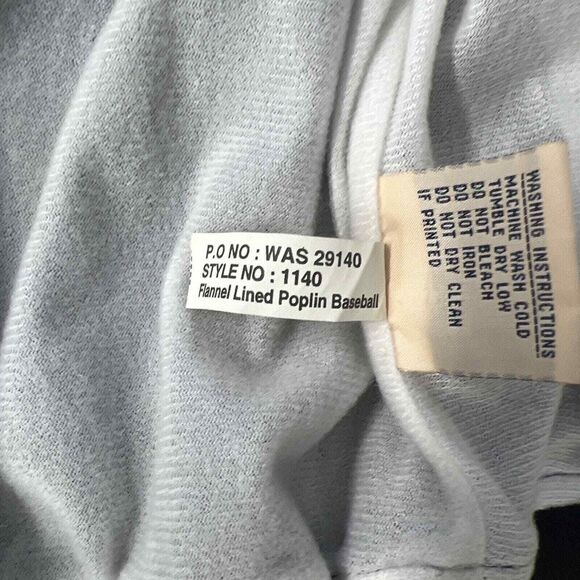 P.O NO : WAS 29140
STYLE NO : 1140
Flannel Lined Poplin Baseball
WASHING INSTRUCTIONS
MACHINE WASH COLD
TUMBLE DRY LOW
DO NOT BLEACH
DO NOT IRON
DO NOT DRY CLEAN
IF PRINTED